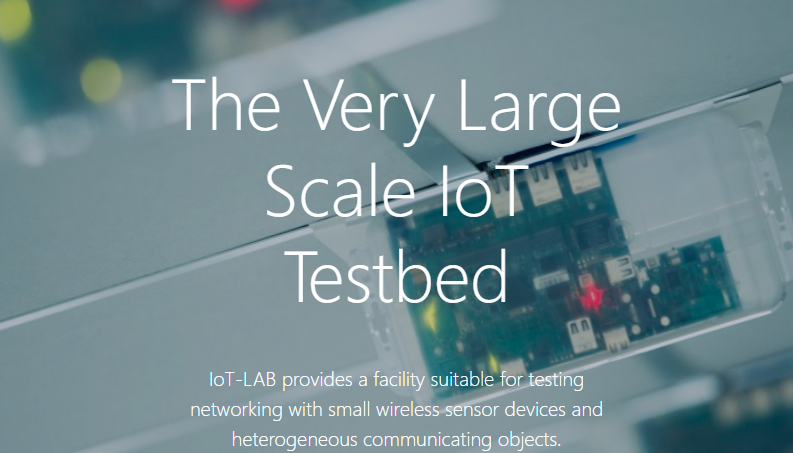 The Very Large
Scale IoT
Testbed
IoT-LAB provides a facility suitable for testing
networking with small wireless sensor devices and
heterogeneous communicating objects.